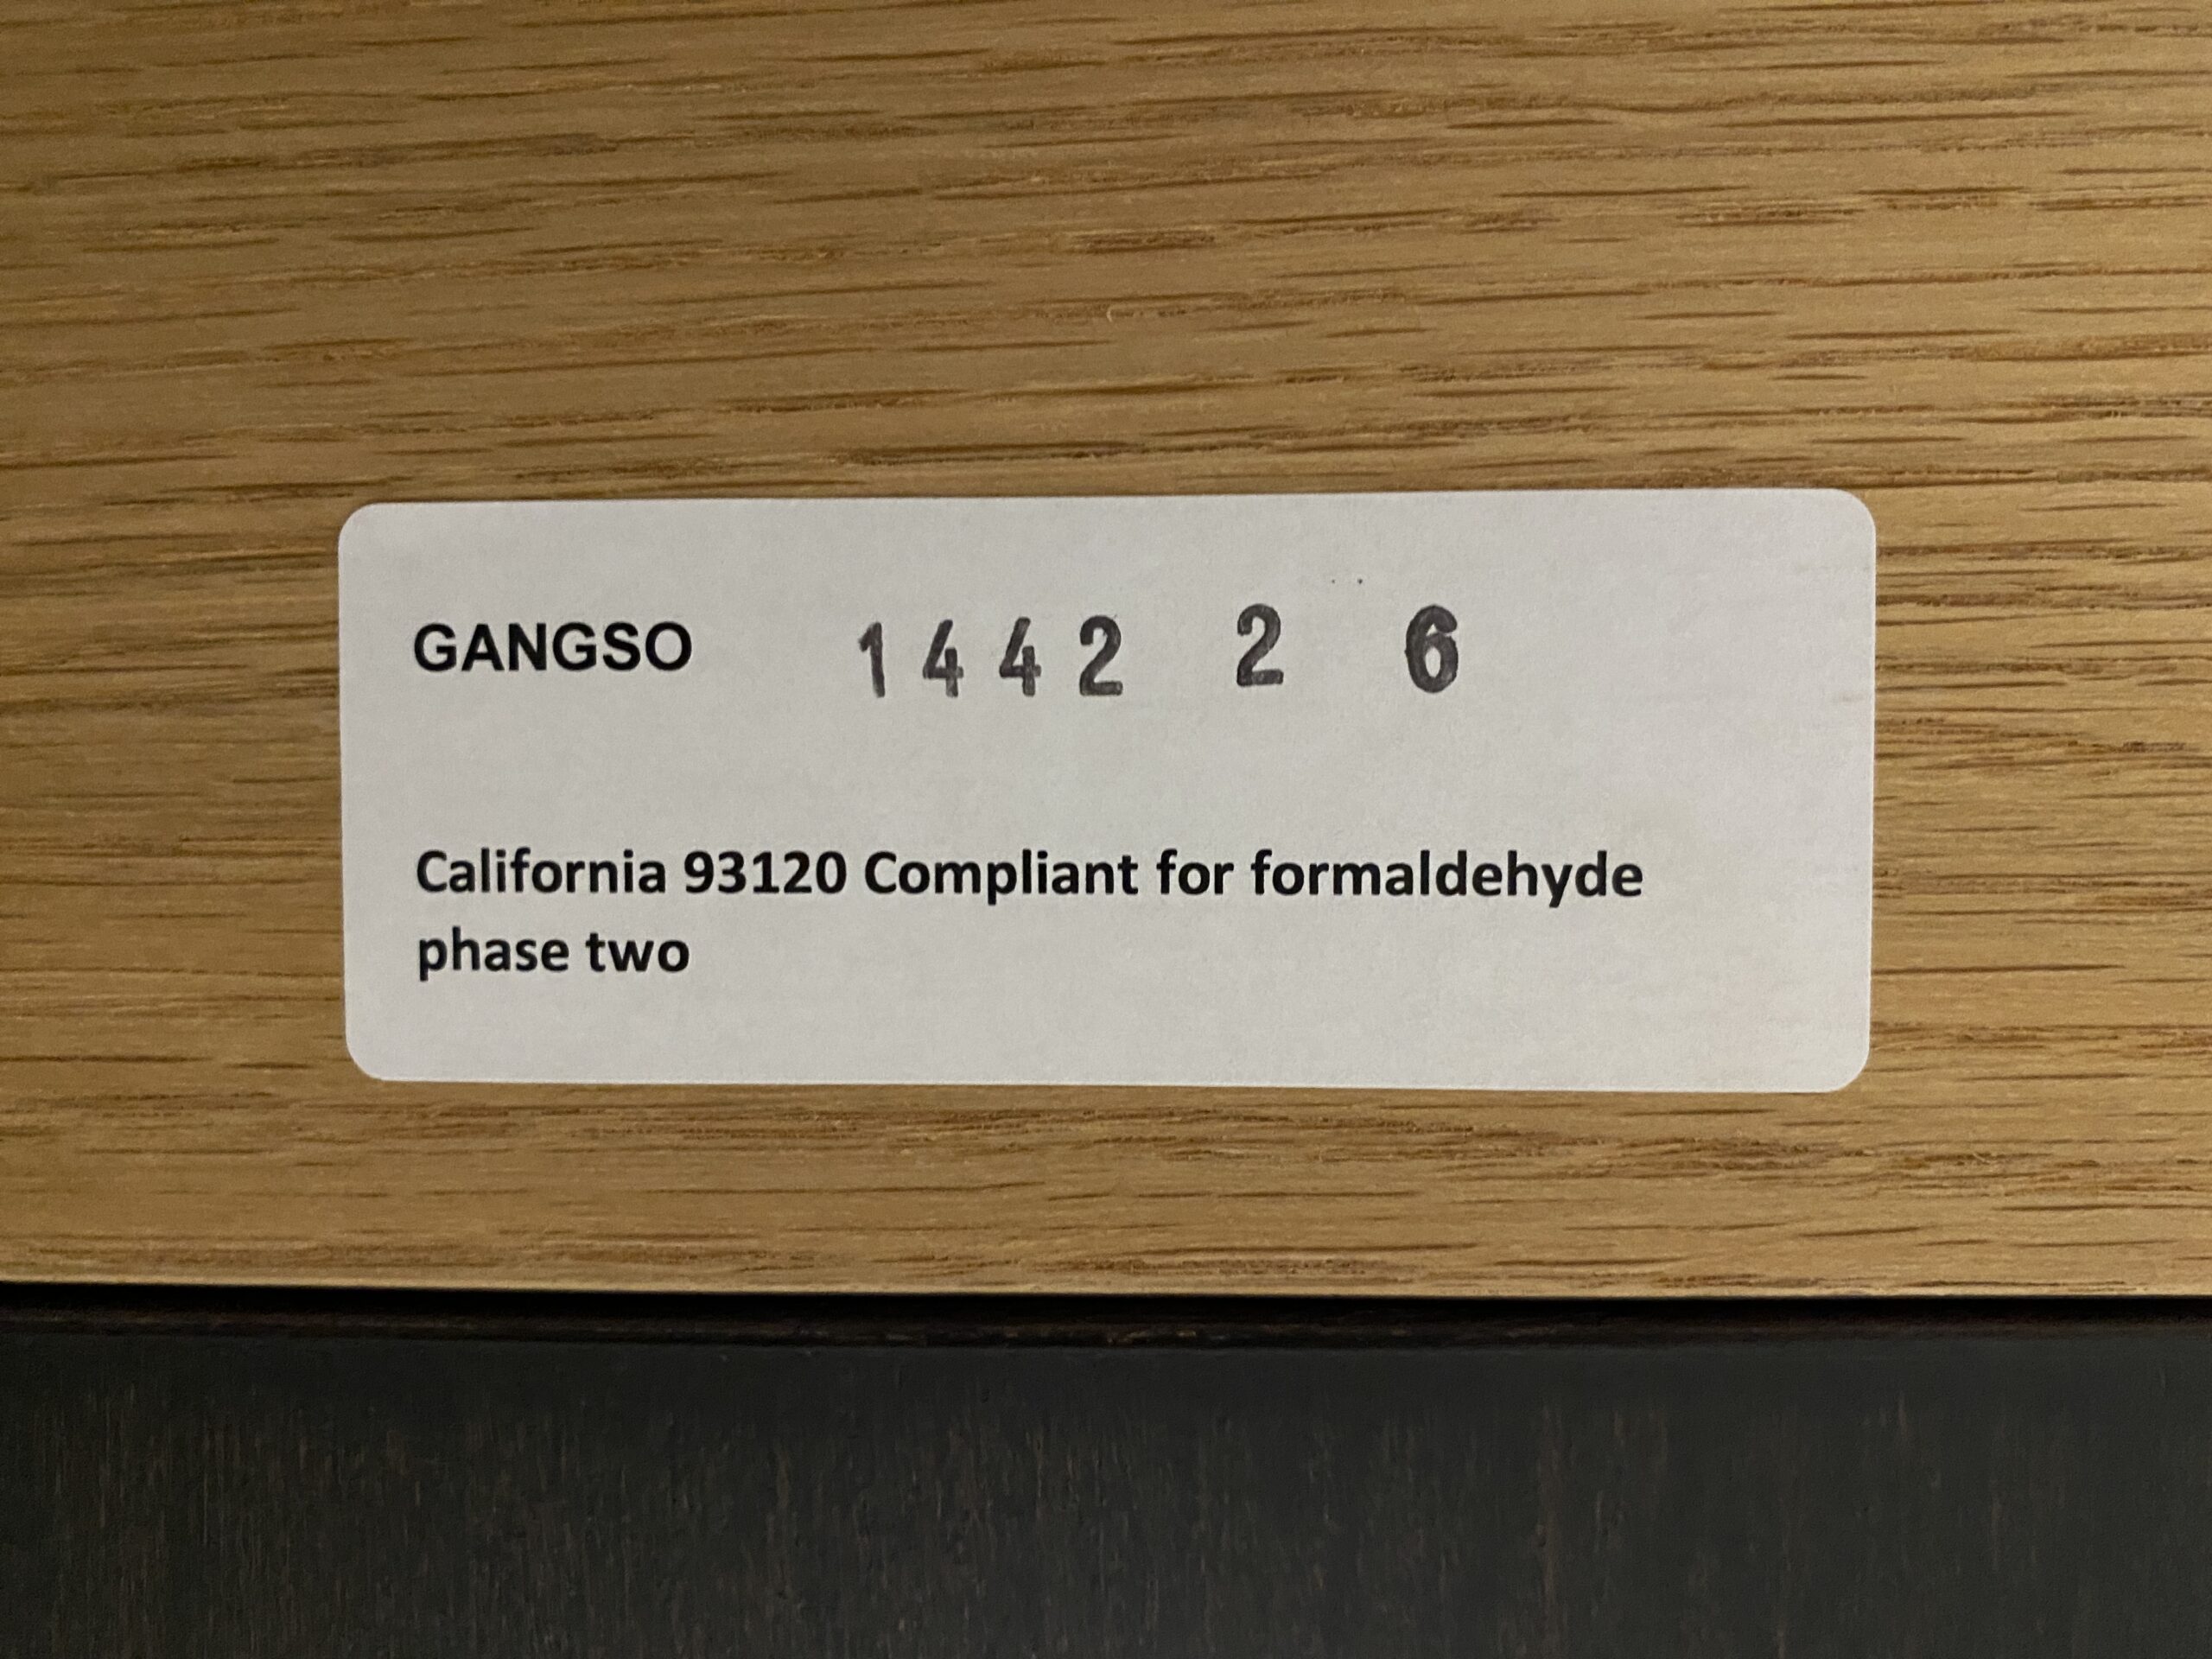 GANGSO 1442 2 6
California 93120 Compliant for formaldehyde
phase two